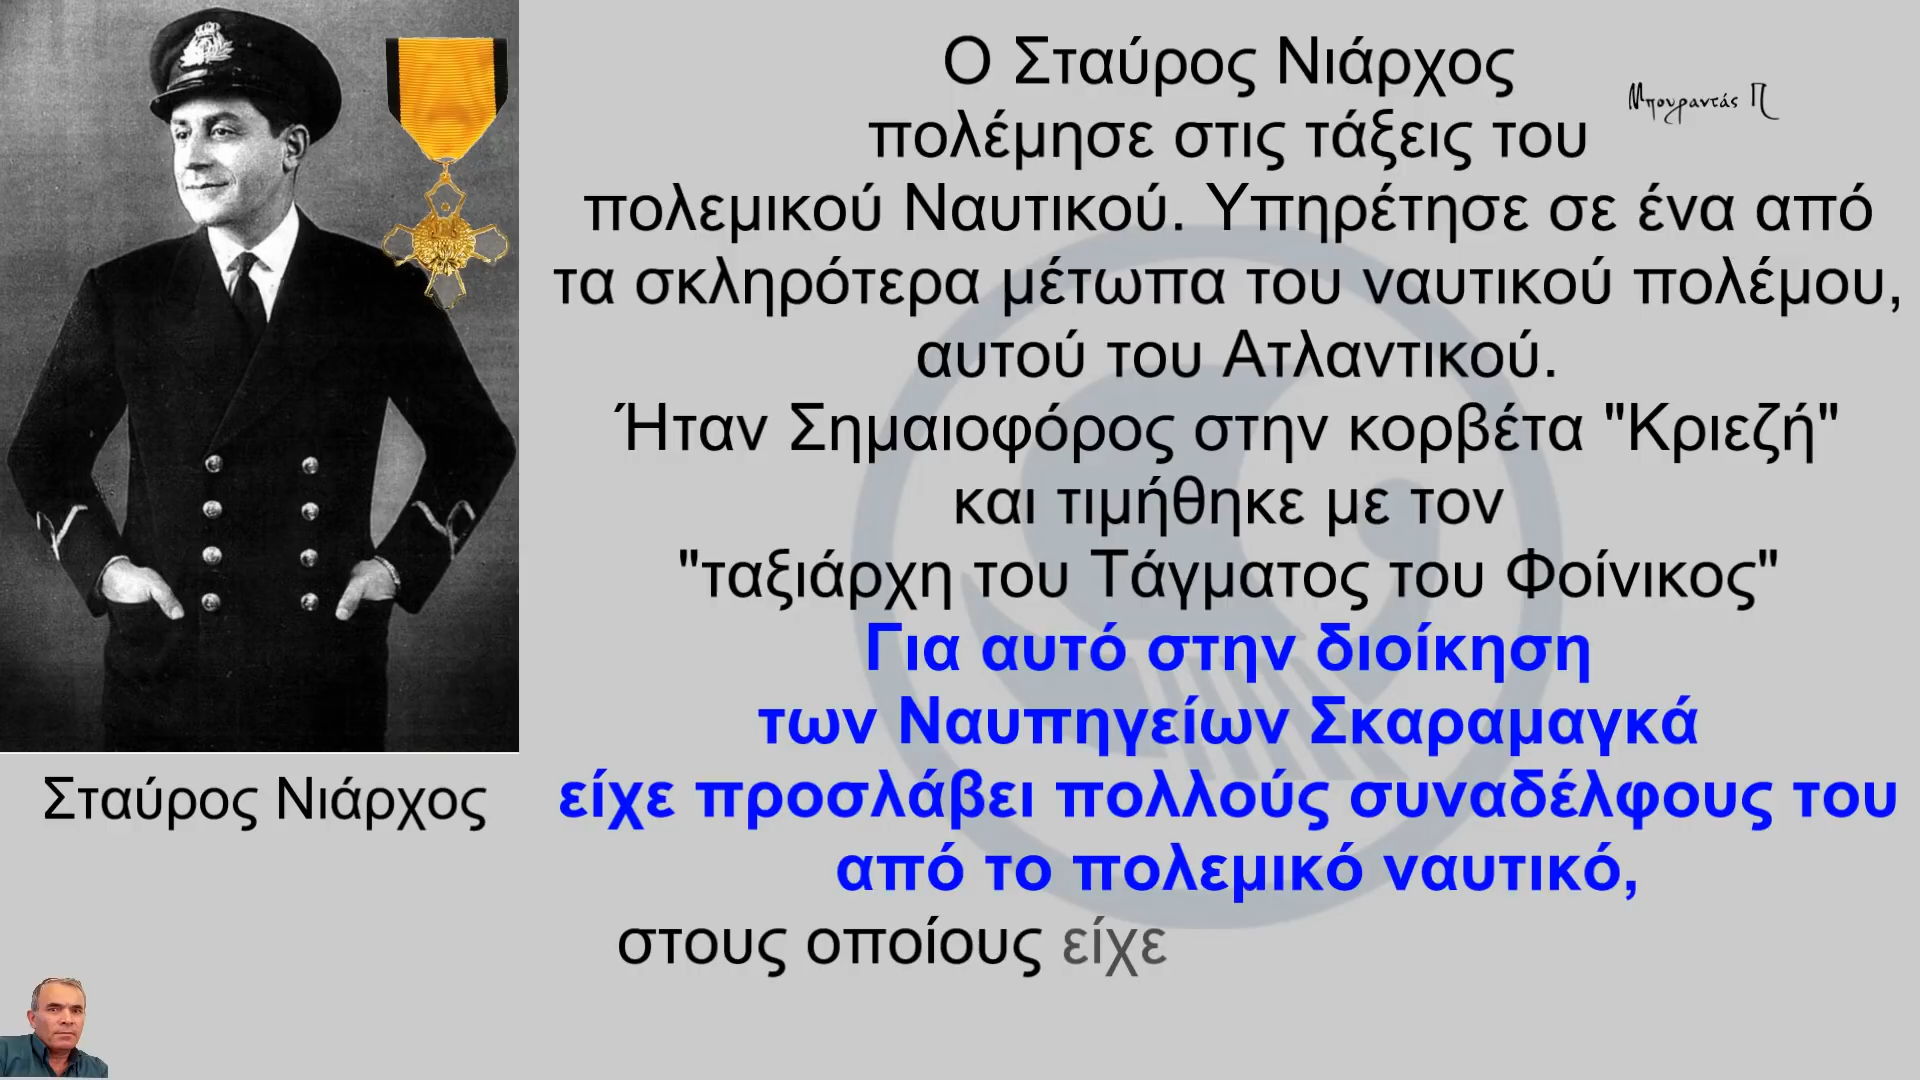 Ο Σταύρος Νιάρχος
Μπουραντάς Π
πολέμησε στις τάξεις του
πολεμικού Ναυτικού. Υπηρέτησε σε ένα από
τα σκληρότερα μέτωπα του ναυτικού πολέμου,
αυτού του Ατλαντικού.
Ήταν Σημαιοφόρος στην κορβέτα "Κριεζή"
και τιμήθηκε με τον
"ταξιάρχη του Τάγματος του Φοίνικος"
Για αυτό στην διοίκηση
των Ναυπηγείων Σκαραμαγκά
είχε προσλάβει πολλούς συναδέλφους του
από το πολεμικό ναυτικό,
στους οποίους είχε
Σταύρος Νιάρχος